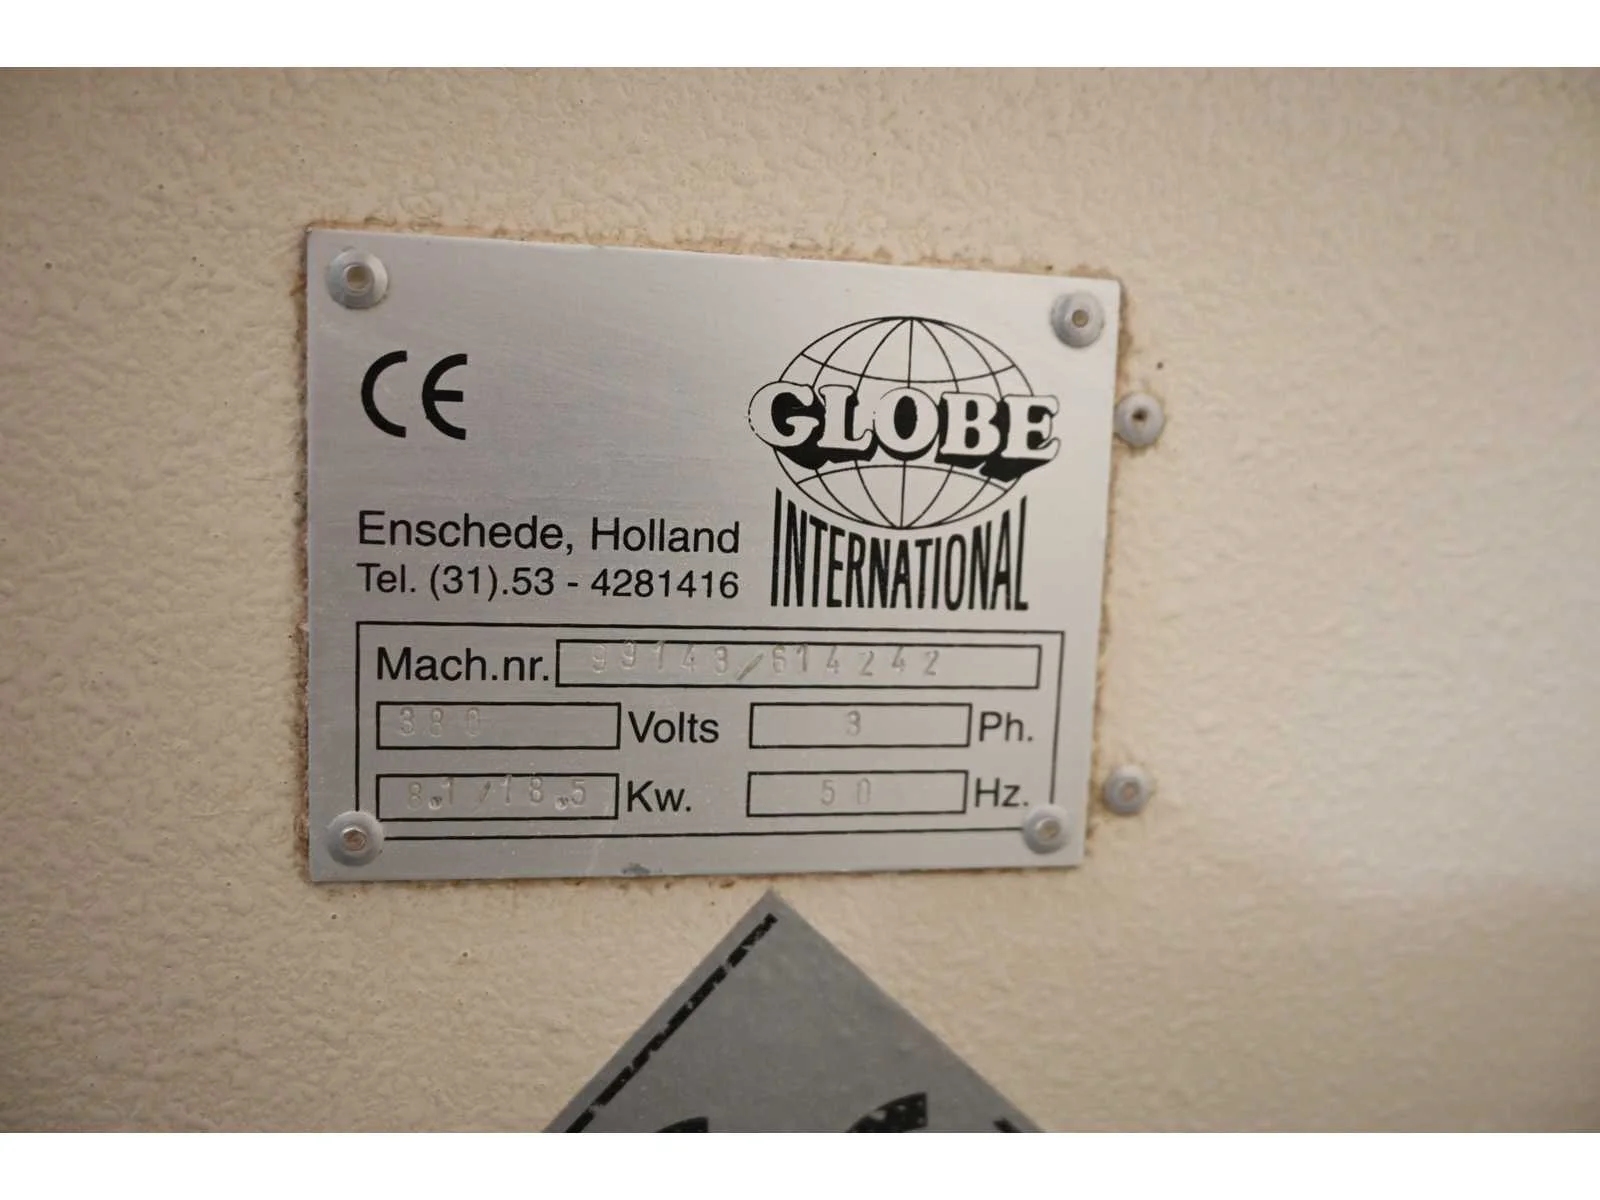 CE
GLOBE
INTERNATIONAL
Enschede, Holland
Tel. (31).53 - 4281416
Mach.nr. 99143/614242
380 Volts 3 Ph.
8.1/18.5 Kw. 50 Hz.